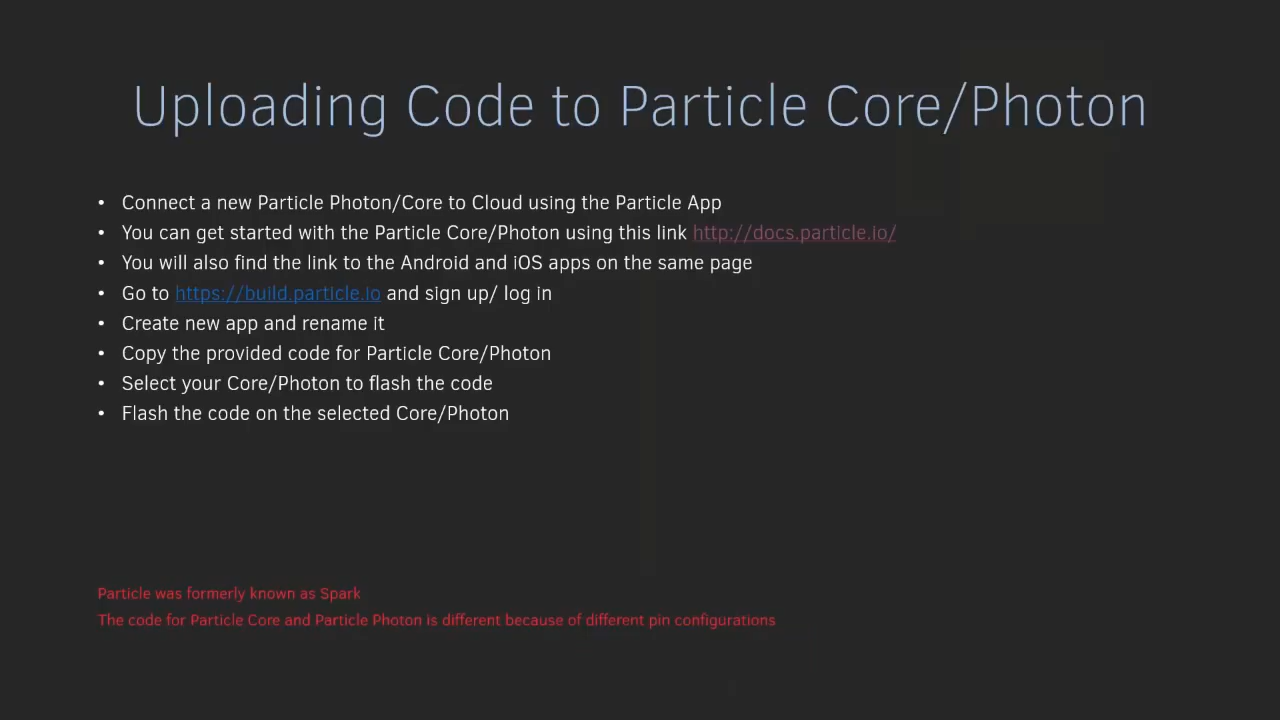 Uploading Code to Particle Core/Photon
• Connect a new Particle Photon/Core to Cloud using the Particle App
• You can get started with the Particle Core/Photon using this link http://docs.particle.io/
• You will also find the link to the Android and iOS apps on the same page
• Go to https://build.particle.io and sign up/ log in
• Create new app and rename it
• Copy the provided code for Particle Core/Photon
• Select your Core/Photon to flash the code
• Flash the code on the selected Core/Photon
Particle was formerly known as Spark
The code for Particle Core and Particle Photon is different because of different pin configurations